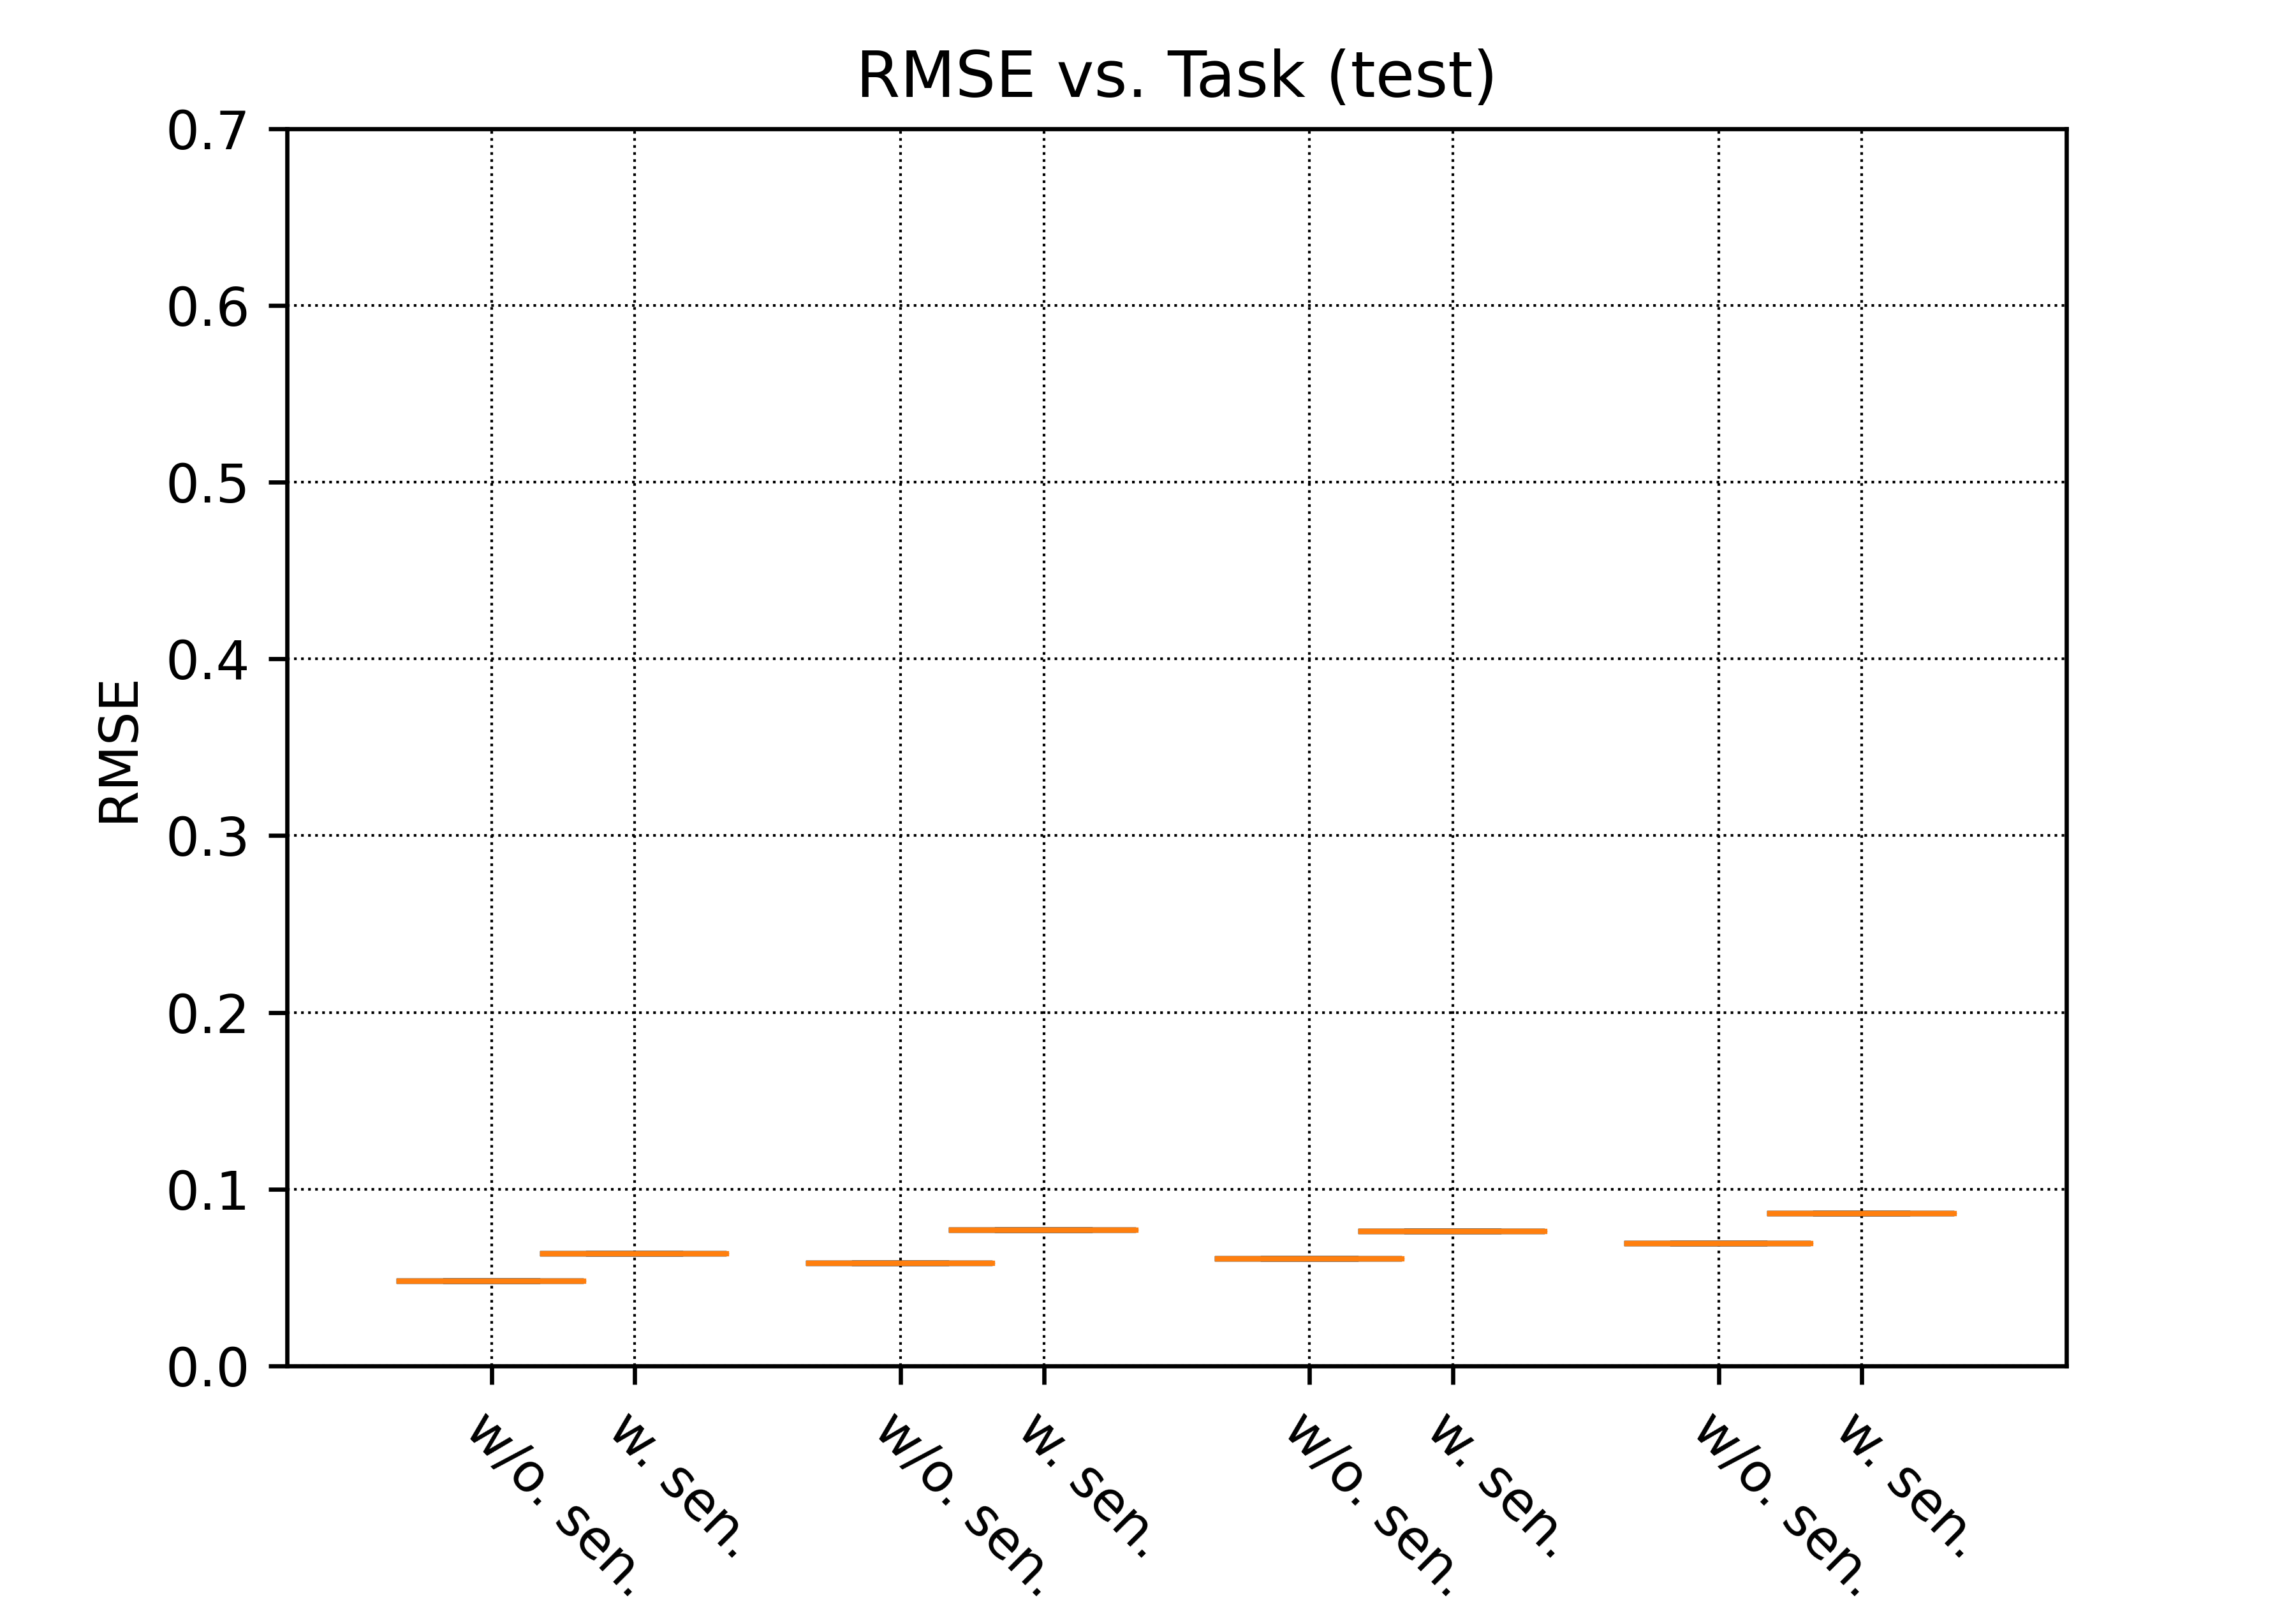 RMSE vs. Task (test)
0.7
0.6
0.5
0.4
0.3
0.2
0.1
0.0
RMSE
w/o. sen.
w. sen.
w/o. sen.
w. sen.
w/o. sen.
w. sen.
w/o. sen.
w. sen.